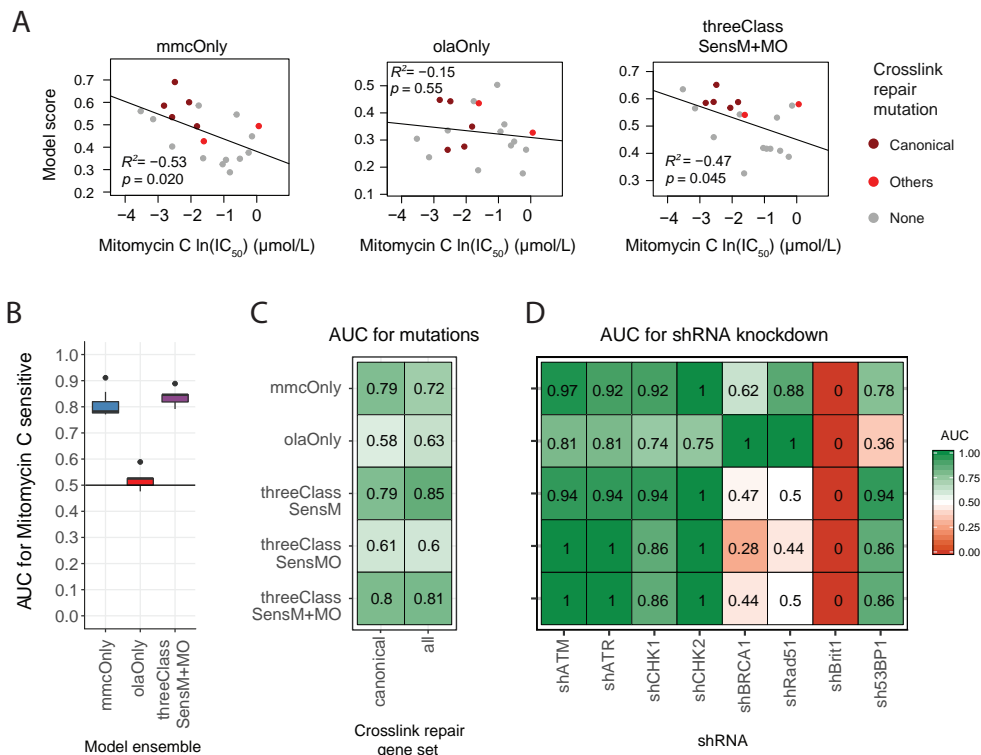 A
mmcOnly
olaOnly
threeClass
SensM+MO
Model score
0.7
0.6
0.5
0.4
0.3
0.2
R² = −0.53
p = 0.020
−4 −3 −2 −1 0
Mitomycin C ln(IC50) (μmol/L)
0.5
0.4
0.3
0.2
0.1
R² = −0.15
p = 0.55
−4 −3 −2 −1 0
Mitomycin C ln(IC50) (μmol/L)
0.7
0.6
0.5
0.4
0.3
R² = −0.47
p = 0.045
−4 −3 −2 −1 0
Mitomycin C ln(IC50) (μmol/L)
Crosslink
repair
mutation
Canonical
Others
None
B
AUC for Mitomycin C sensitive
1.0
0.9
0.8
0.7
0.6
0.5
0.4
0.3
0.2
0.1
0.0
mmcOnly
olaOnly
threeClass
SensM+MO
Model ensemble
C
AUC for mutations
mmcOnly 0.79 0.72
olaOnly 0.58 0.63
threeClass
SensM
0.79 0.85
threeClass
SensMO
0.61 0.6
threeClass
SensM+MO
0.8 0.81
canonical
all
Crosslink repair
gene set
D
AUC for shRNA knockdown
0.97 0.92 0.92 1 0.62 0.88 0 0.78
0.81 0.81 0.74 0.75 1 1 0 0.36
0.94 0.94 0.94 1 0.47 0.5 0 0.94
1 1 0.86 1 0.28 0.44 0 0.86
1 1 0.86 1 0.44 0.5 0 0.86
shATM
shATR
shCHK1
shCHK2
shBRCA1
shRad51
shBrit1
sh53BP1
shRNA
AUC
1.00
0.75
0.50
0.25
0.00